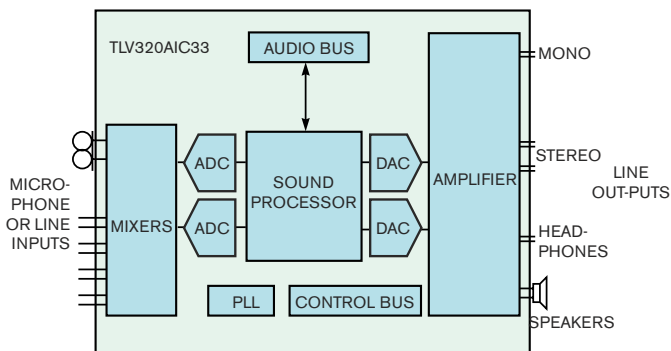 TLV320AIC33
AUDIO BUS
MONO
ADC
SOUND
PROCESSOR
DAC
AMPLIFIER
STEREO
LINE
OUT-PUTS
MICRO-
PHONE
OR LINE
INPUTS
MIXERS
ADC
DAC
HEAD-
PHONES
PLL
CONTROL BUS
SPEAKERS